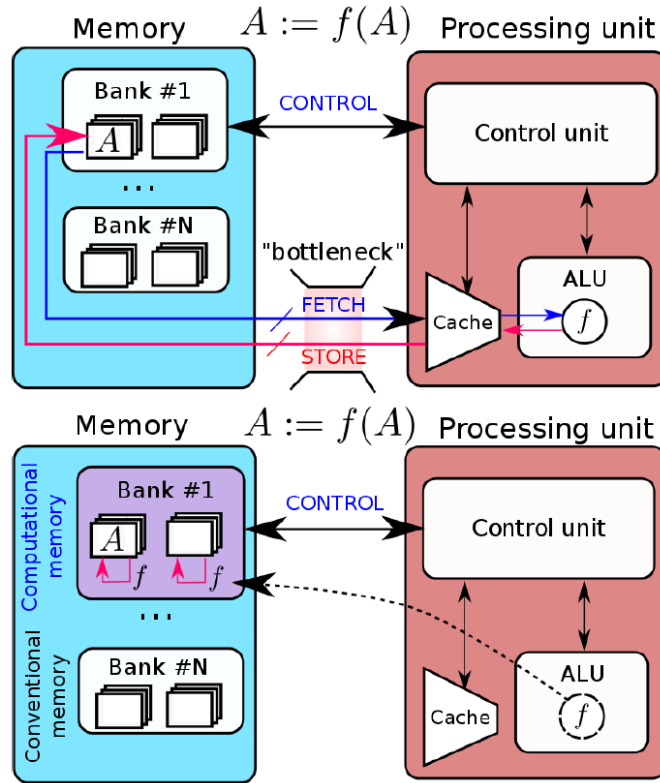 Memory
A := f(A)
Processing unit
Bank #1
A
...
Bank #N
CONTROL
Control unit
"bottleneck"
FETCH
STORE
Cache
ALU
f
Memory
A := f(A)
Processing unit
Computational
memory
Bank #1
A
f
f
...
Conventional
memory
Bank #N
CONTROL
Control unit
Cache
ALU
f